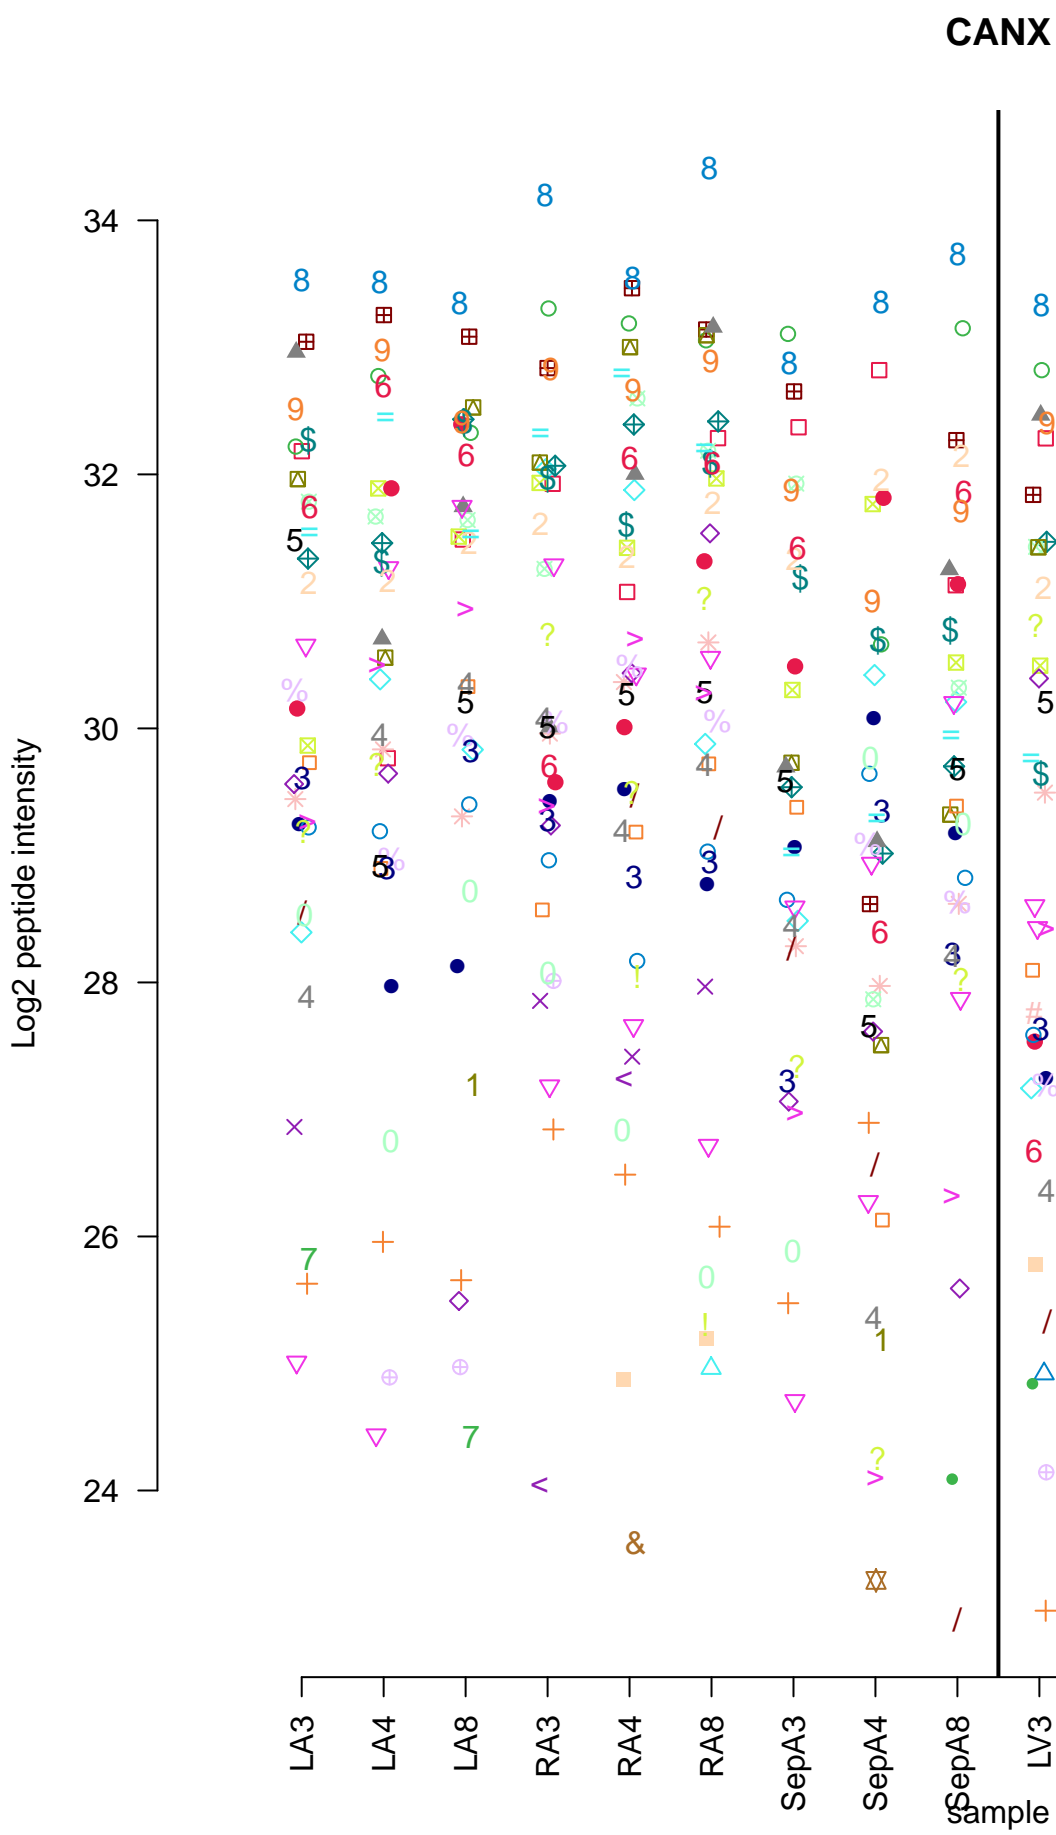 CANX
Log2 peptide intensity
34
32
30
28
26
24
LA3
LA4
LA8
RA3
RA4
RA8
SepA3
SepA4
SepA8
LV3
sample